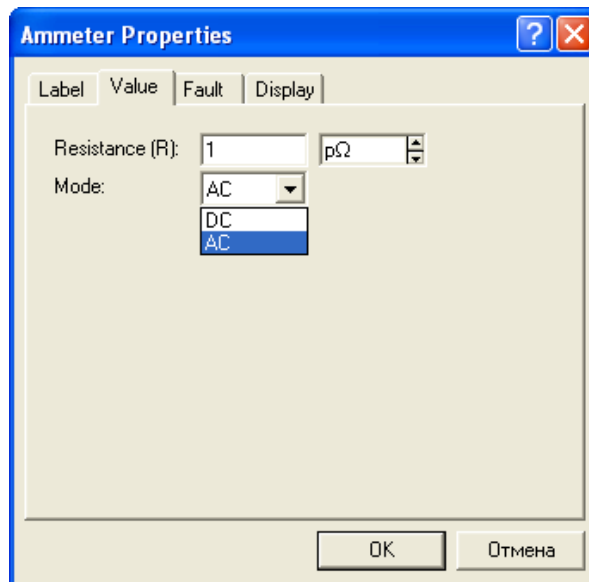 Ammeter Properties
Label Value Fault Display
Resistance (R): 1 pΩ
Mode: AC
DC
AC
OK Отмена